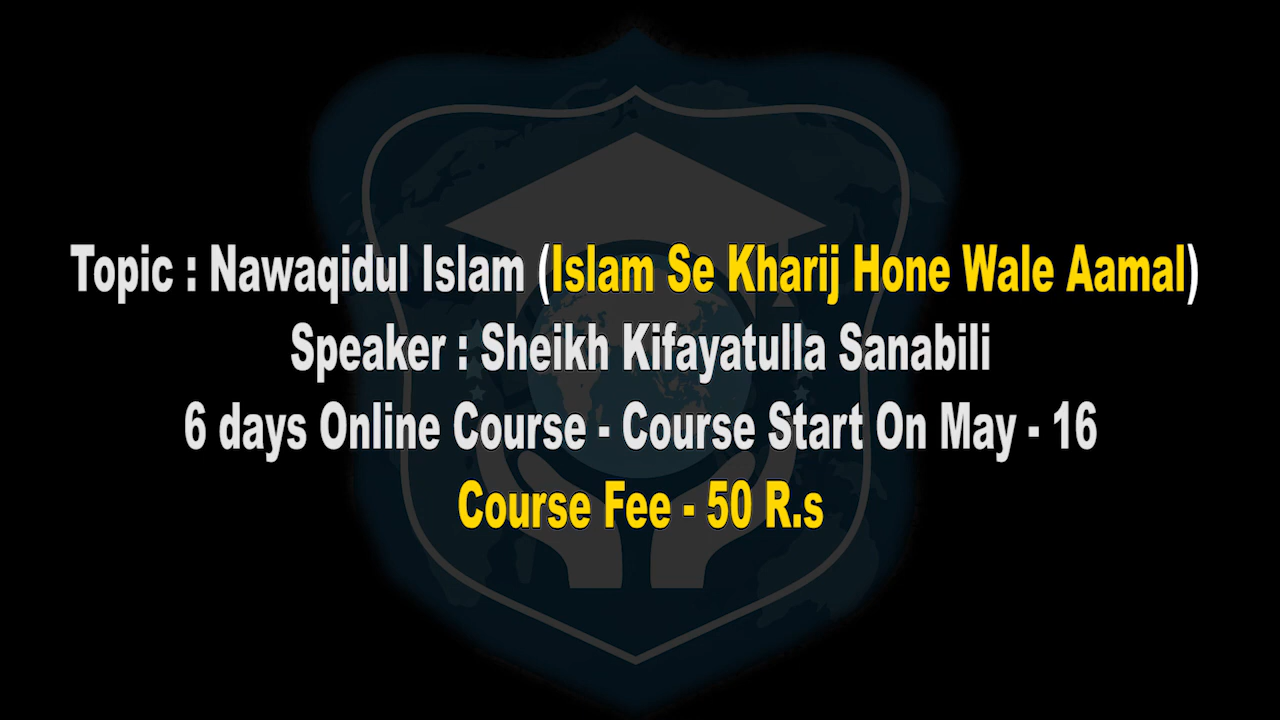 Topic : Nawaqidul Islam (Islam Se Kharij Hone Wale Aamal)
Speaker : Sheikh Kifayatulla Sanabili
6 days Online Course - Course Start On May - 16
Course Fee - 50 R.s